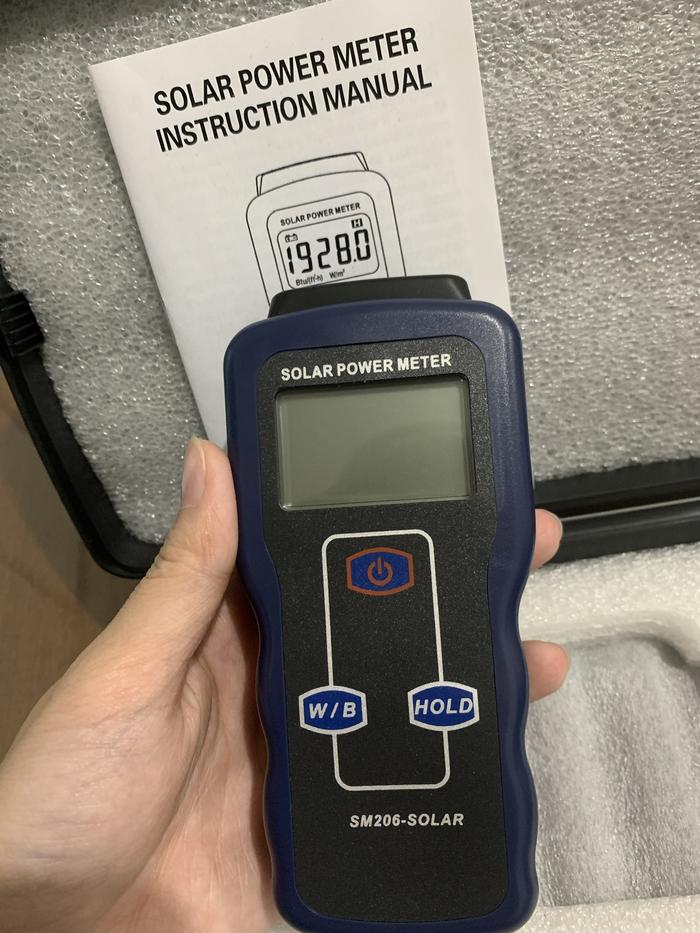 SOLAR POWER METER
INSTRUCTION MANUAL
SOLAR POWER METER
H
1928.0
Btu/(ft²·h) W/m²
SOLAR POWER METER
W/B
HOLD
SM206-SOLAR